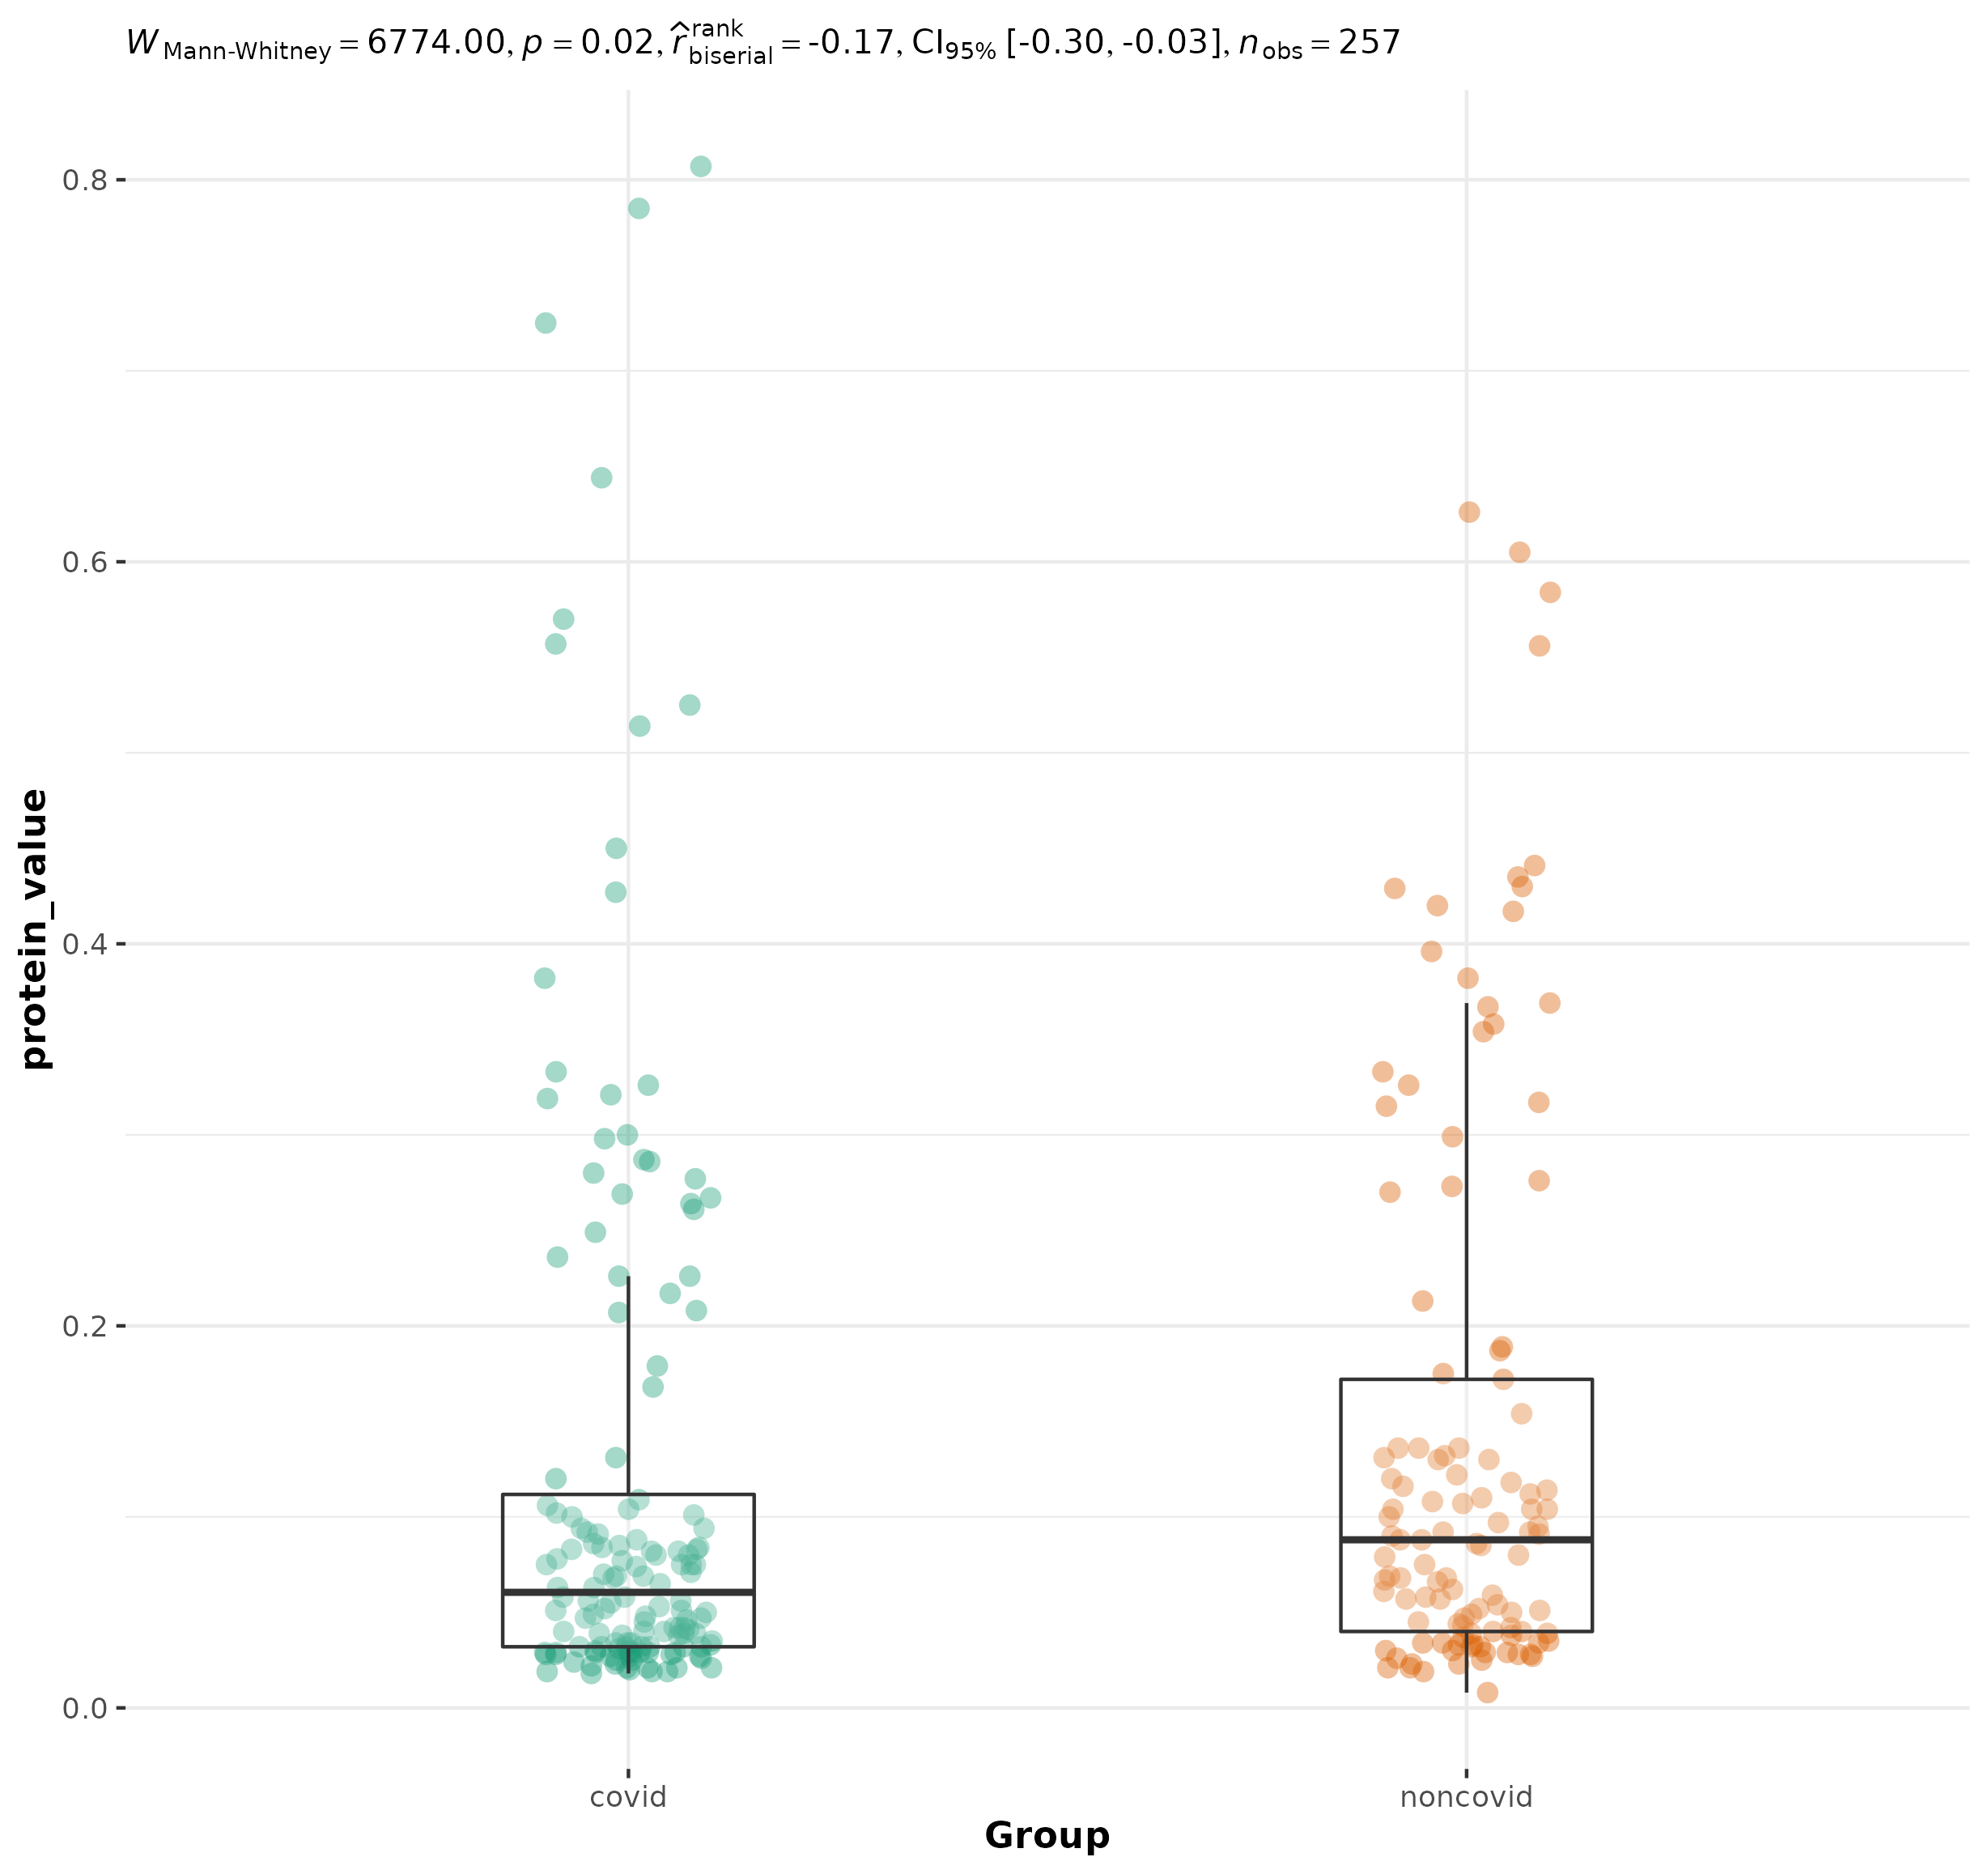 W Mann-Whitney = 6774.00, p = 0.02, r̂ rank biserial = -0.17, CI95% [-0.30, -0.03], nobs = 257
0.8
0.6
0.4
0.2
0.0
protein_value
covid noncovid
Group